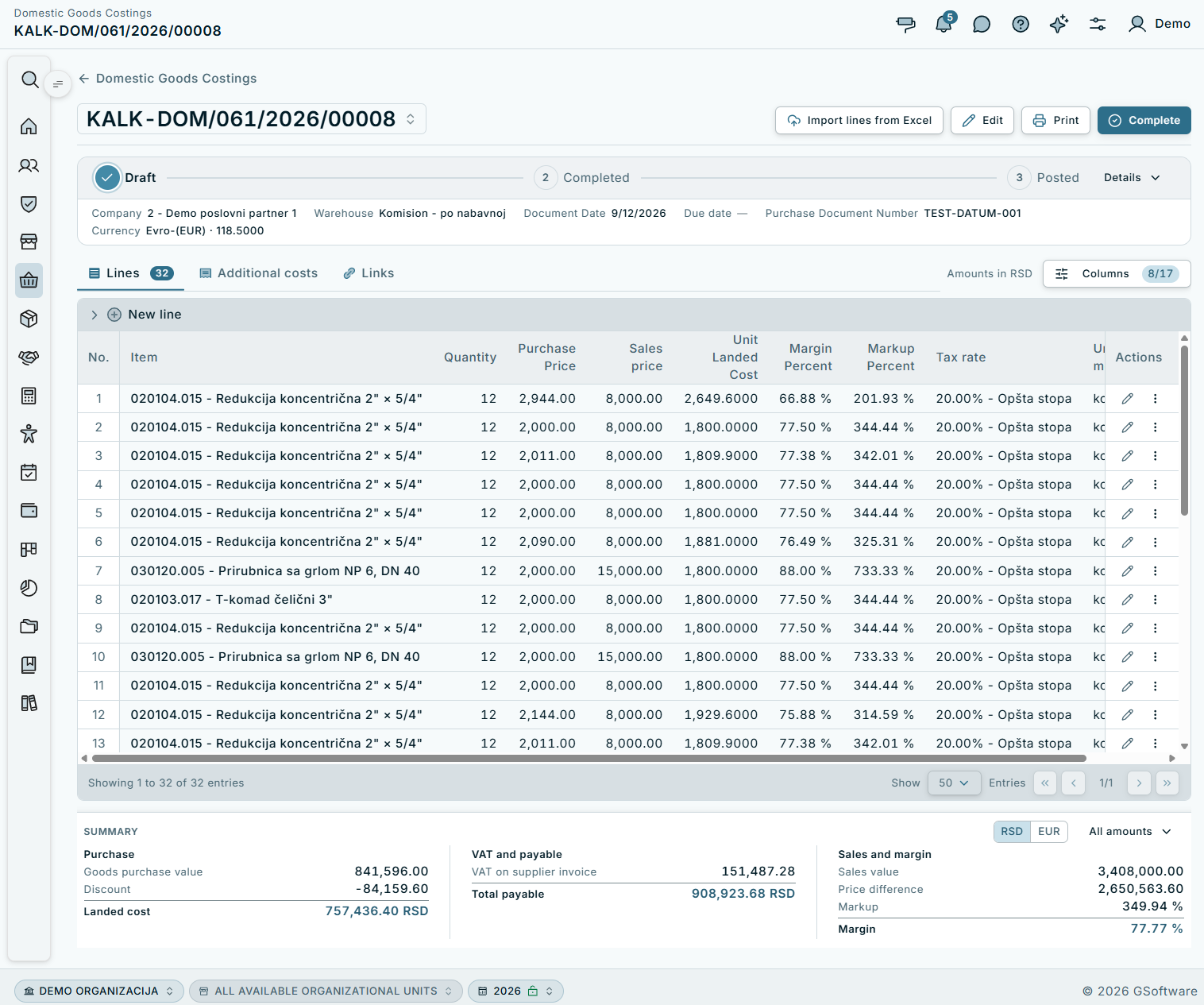 Domestic Goods Costings
KALK-DOM/061/2026/00008
5
Demo
Domestic Goods Costings
KALK-DOM/061/2026/00008
Import lines from Excel
Edit
Print
Complete
Draft
2 Completed
3 Posted
Details
Company 2 - Demo poslovni partner 1 Warehouse Komision - po nabavnoj Document Date 9/12/2026 Due date — Purchase Document Number TEST-DATUM-001
Currency Evro-(EUR) · 118.5000
Lines 32 Additional costs Links
Amounts in RSD Columns 8/17
New line
No. Item Quantity Purchase Price Sales price Unit Landed Cost Margin Percent Markup Percent Tax rate Actions
1 020104.015 - Redukcija koncentrična 2" × 5/4" 12 2,944.00 8,000.00 2,649.6000 66.88 % 201.93 % 20.00% - Opšta stopa
2 020104.015 - Redukcija koncentrična 2" × 5/4" 12 2,000.00 8,000.00 1,800.0000 77.50 % 344.44 % 20.00% - Opšta stopa
3 020104.015 - Redukcija koncentrična 2" × 5/4" 12 2,011.00 8,000.00 1,809.9000 77.38 % 342.01 % 20.00% - Opšta stopa
4 020104.015 - Redukcija koncentrična 2" × 5/4" 12 2,000.00 8,000.00 1,800.0000 77.50 % 344.44 % 20.00% - Opšta stopa
5 020104.015 - Redukcija koncentrična 2" × 5/4" 12 2,000.00 8,000.00 1,800.0000 77.50 % 344.44 % 20.00% - Opšta stopa
6 020104.015 - Redukcija koncentrična 2" × 5/4" 12 2,090.00 8,000.00 1,881.0000 76.49 % 325.31 % 20.00% - Opšta stopa
7 030120.005 - Prirubnica sa grlom NP 6, DN 40 12 2,000.00 15,000.00 1,800.0000 88.00 % 733.33 % 20.00% - Opšta stopa
8 020103.017 - T-komad čelični 3" 12 2,000.00 8,000.00 1,800.0000 77.50 % 344.44 % 20.00% - Opšta stopa
9 020104.015 - Redukcija koncentrična 2" × 5/4" 12 2,000.00 8,000.00 1,800.0000 77.50 % 344.44 % 20.00% - Opšta stopa
10 030120.005 - Prirubnica sa grlom NP 6, DN 40 12 2,000.00 15,000.00 1,800.0000 88.00 % 733.33 % 20.00% - Opšta stopa
11 020104.015 - Redukcija koncentrična 2" × 5/4" 12 2,000.00 8,000.00 1,800.0000 77.50 % 344.44 % 20.00% - Opšta stopa
12 020104.015 - Redukcija koncentrična 2" × 5/4" 12 2,144.00 8,000.00 1,929.6000 75.88 % 314.59 % 20.00% - Opšta stopa
13 020104.015 - Redukcija koncentrična 2" × 5/4" 12 2,011.00 8,000.00 1,809.9000 77.38 % 342.01 % 20.00% - Opšta stopa
Showing 1 to 32 of 32 entries
Show 50 Entries « ‹ 1/1 › »
SUMMARY
RSD EUR All amounts
Purchase
Goods purchase value 841,596.00
Discount -84,159.60
Landed cost 757,436.40 RSD
VAT and payable
VAT on supplier invoice 151,487.28
Total payable 908,923.68 RSD
Sales and margin
Sales value 3,408,000.00
Price difference 2,650,563.60
Markup 349.94 %
Margin 77.77 %
DEMO ORGANIZACIJA
ALL AVAILABLE ORGANIZATIONAL UNITS
2026
© 2026 GSoftware